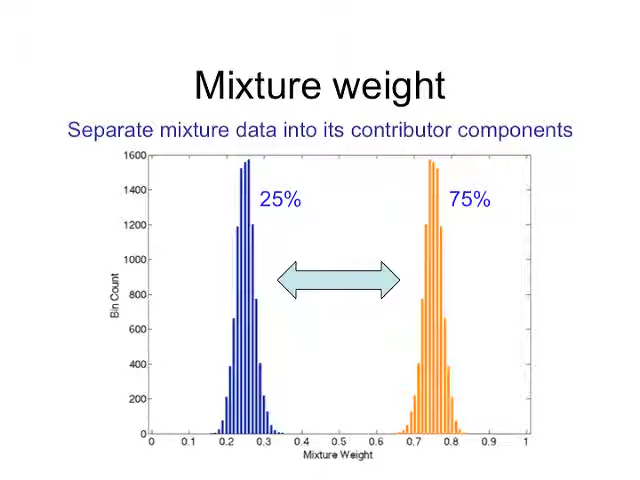 Mixture weight
Separate mixture data into its contributor components
1600
1400
1200
1000
800
600
400
200
0
Bin Count
25%
75%
0 0.1 0.2 0.3 0.4 0.5 0.6 0.7 0.8 0.9 1
Mixture Weight